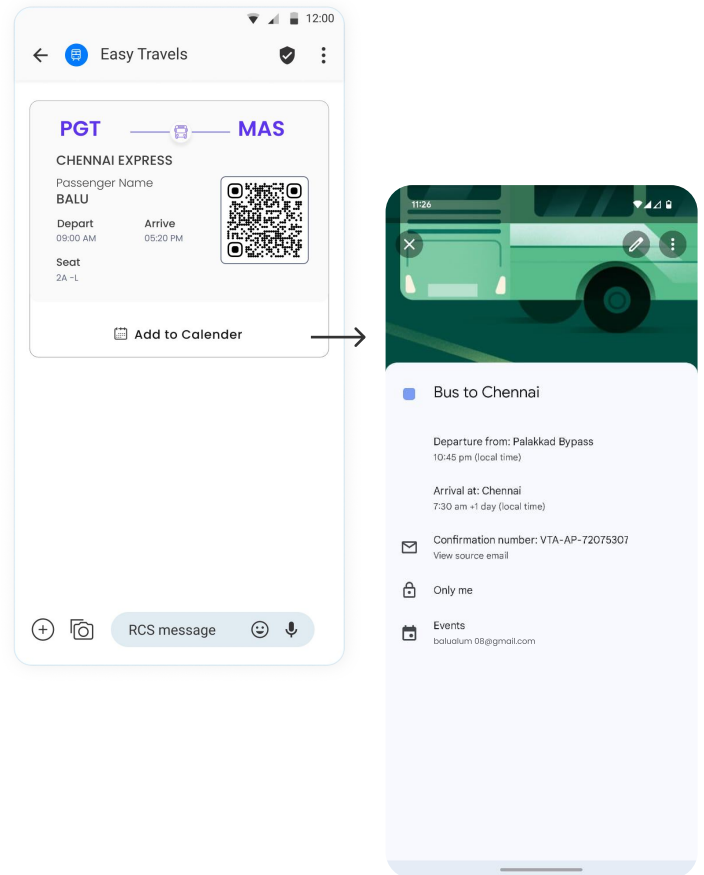 12:00
Easy Travels
PGT MAS
CHENNAI EXPRESS
Passenger Name
BALU
Depart Arrive
09:00 AM 05:20 PM
Seat
2A -L
Add to Calender
RCS message
11:26
Bus to Chennai
Departure from: Palakkad Bypass
10:45 pm (local time)
Arrival at: Chennai
7:30 am +1 day (local time)
Confirmation number: VTA-AP-72075307
View source email
Only me
Events
balualum 08@gmail.com